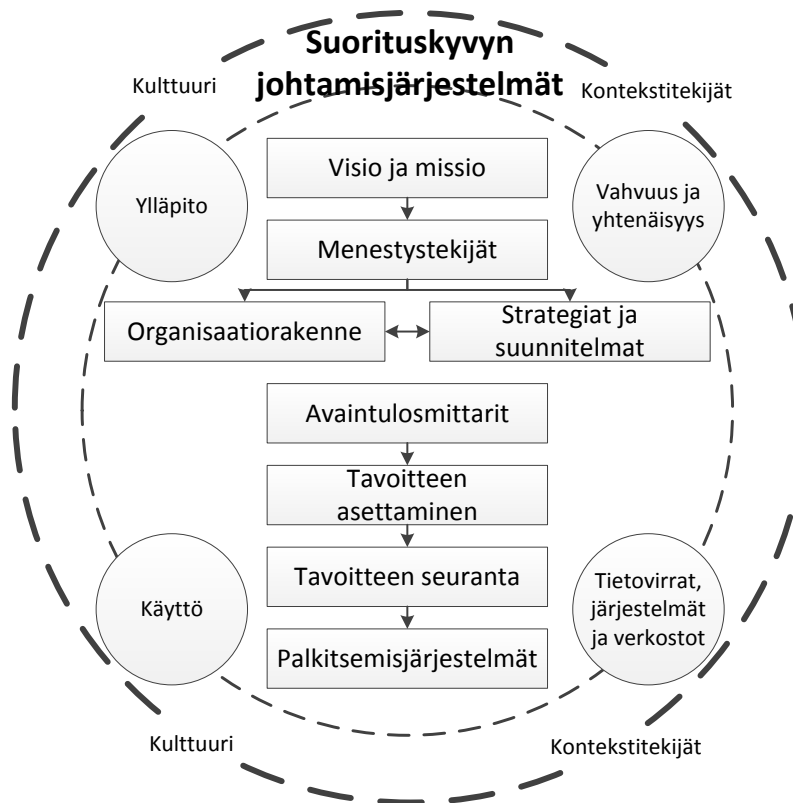 Suorituskyvyn
johtamisjärjestelmät
Kulttuuri
Kontekstitekijät
Ylläpito
Visio ja missio
Vahvuus ja
yhtenäisyys
Menestystekijät
Organisaatiorakenne
Strategiat ja
suunnitelmat
Avaintulosmittarit
Tavoitteen
asettaminen
Käyttö
Tavoitteen seuranta
Tietovirrat,
järjestelmät
ja verkostot
Palkitsemisjärjestelmät
Kulttuuri
Kontekstitekijät